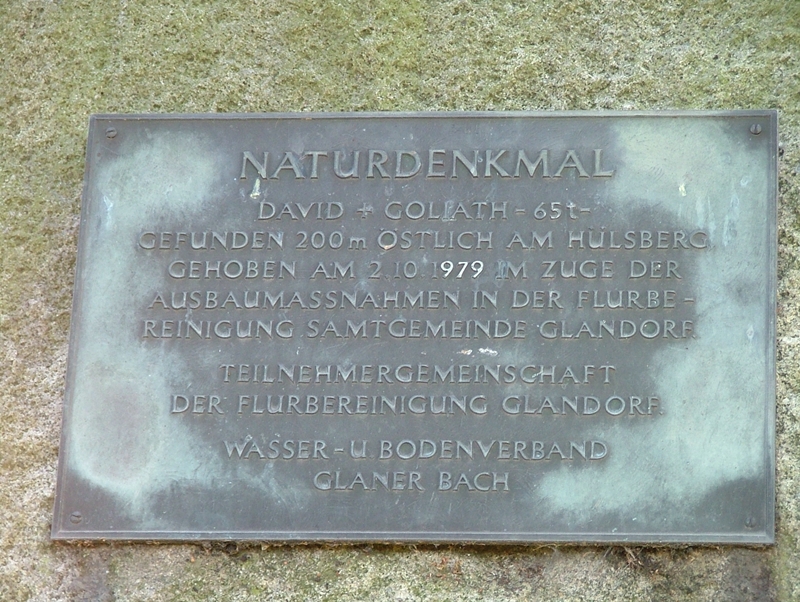 NATURDENKMAL
DAVID + GOLIATH - 65t-
GEFUNDEN 200m ÖSTLICH AM HÜLSBERG
GEHOBEN AM 2.10.1979 IM ZUGE DER
AUSBAUMASSNAHMEN IN DER FLURBE-
REINIGUNG SAMTGEMEINDE GLANDORF.
TEILNEHMERGEMEINSCHAFT
DER FLURBEREINIGUNG GLANDORF.
WASSER-U. BODENVERBAND
GLANER BACH